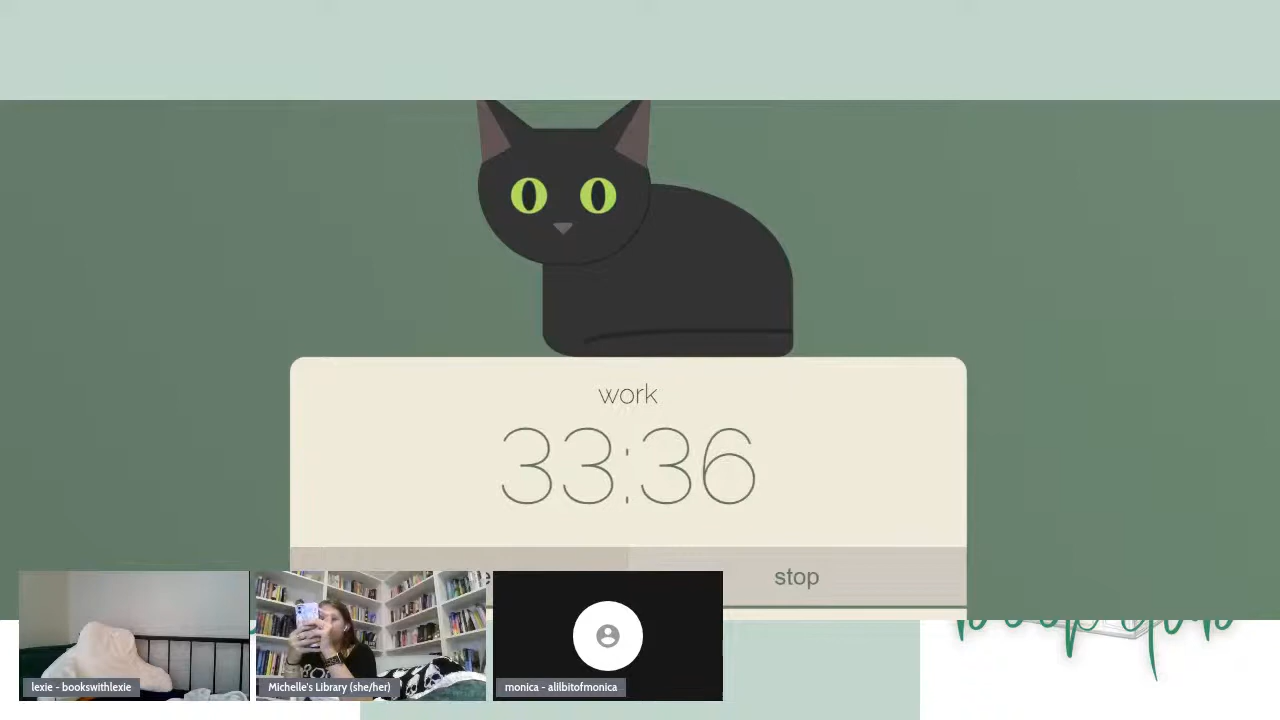 work
33:36
stop
lexie - bookswithlexie
Michelle's Library (she/her)
monica - alilbitofmonica